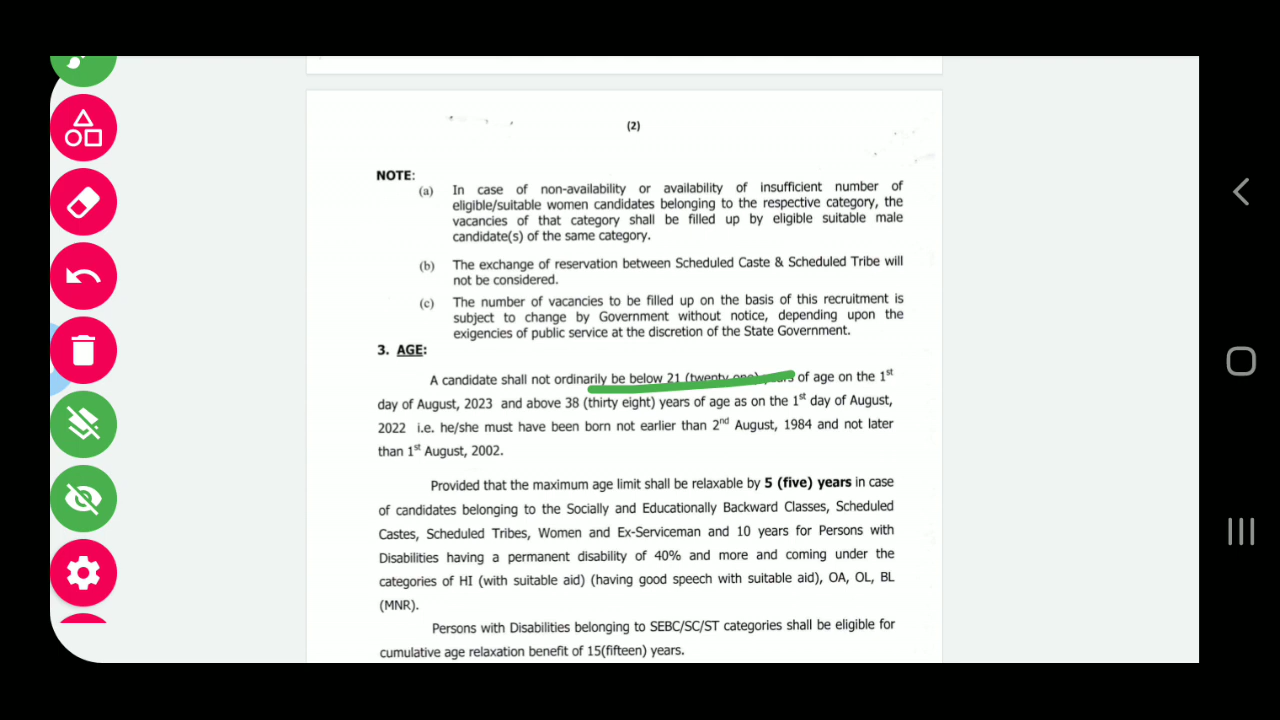 (2)
NOTE:
(a) In case of non-availability or availability of insufficient number of
eligible/suitable women candidates belonging to the respective category, the
vacancies of that category shall be filled up by eligible suitable male
candidate(s) of the same category.
(b) The exchange of reservation between Scheduled Caste & Scheduled Tribe will
not be considered.
(c) The number of vacancies to be filled up on the basis of this recruitment is
subject to change by Government without notice, depending upon the
exigencies of public service at the discretion of the State Government.
3. AGE:
A candidate shall not ordinarily be below 21 (twenty one) years of age on the 1st
day of August, 2023 and above 38 (thirty eight) years of age as on the 1st day of August,
2022 i.e. he/she must have been born not earlier than 2nd August, 1984 and not later
than 1st August, 2002.
Provided that the maximum age limit shall be relaxable by 5 (five) years in case
of candidates belonging to the Socially and Educationally Backward Classes, Scheduled
Castes, Scheduled Tribes, Women and Ex-Serviceman and 10 years for Persons with
Disabilities having a permanent disability of 40% and more and coming under the
categories of HI (with suitable aid) (having good speech with suitable aid), OA, OL, BL
(MNR).
Persons with Disabilities belonging to SEBC/SC/ST categories shall be eligible for
cumulative age relaxation benefit of 15(fifteen) years.